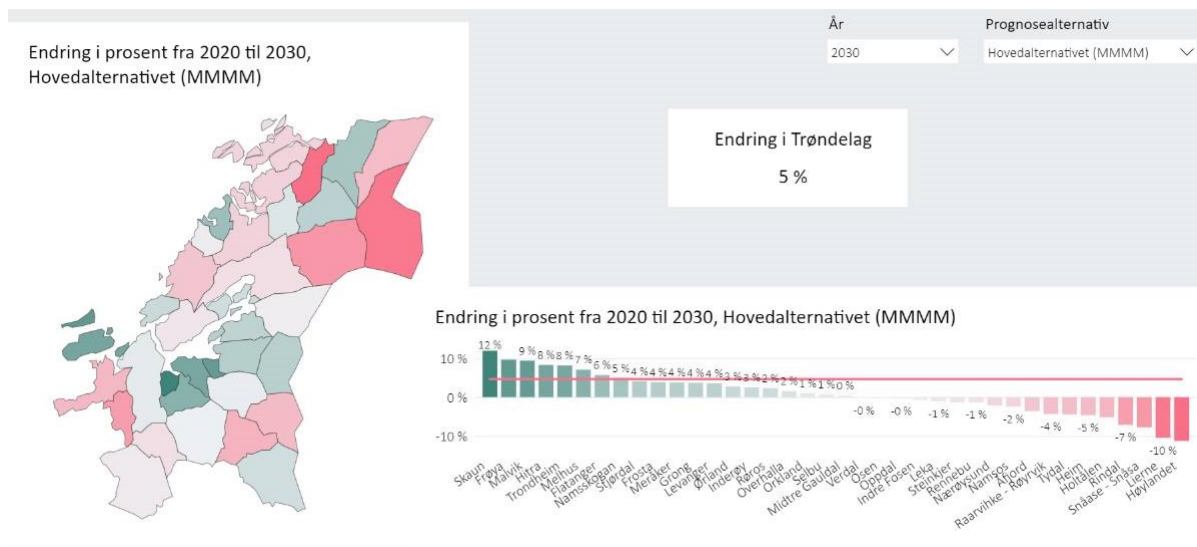 År
Prognosealternativ
2030
Hovedalternativet (MMMM)
Endring i prosent fra 2020 til 2030,
Hovedalternativet (MMMM)
Endring i Trøndelag
5 %
Endring i prosent fra 2020 til 2030, Hovedalternativet (MMMM)
10 %
0 %
-10 %
12 %
9 %
8 %
8 %
7 %
6 %
5 %
4 %
4 %
4 %
4 %
4 %
3 %
3 %
2 %
2 %
1 %
1 %
0 %
-0 %
-0 %
-1 %
-1 %
-2 %
-4 %
-5 %
-7 %
-10 %
Skaun
Frøya
Malvik
Hitra
Trondheim
Melhus
Flatanger
Namsskogan
Stjørdal
Frosta
Meråker
Grong
Levanger
Ørland
Inderøy
Røros
Overhalla
Orkland
Selbu
Midtre Gauldal
Verdal
Osen
Oppdal
Indre Fosen
Leka
Steinkjer
Rennebu
Nærøysund
Namsos
Åfjord
Raarvihke - Røyrvik
Tydal
Heim
Holtålen
Rindal
Snåase - Snåsa
Lierne
Høylandet